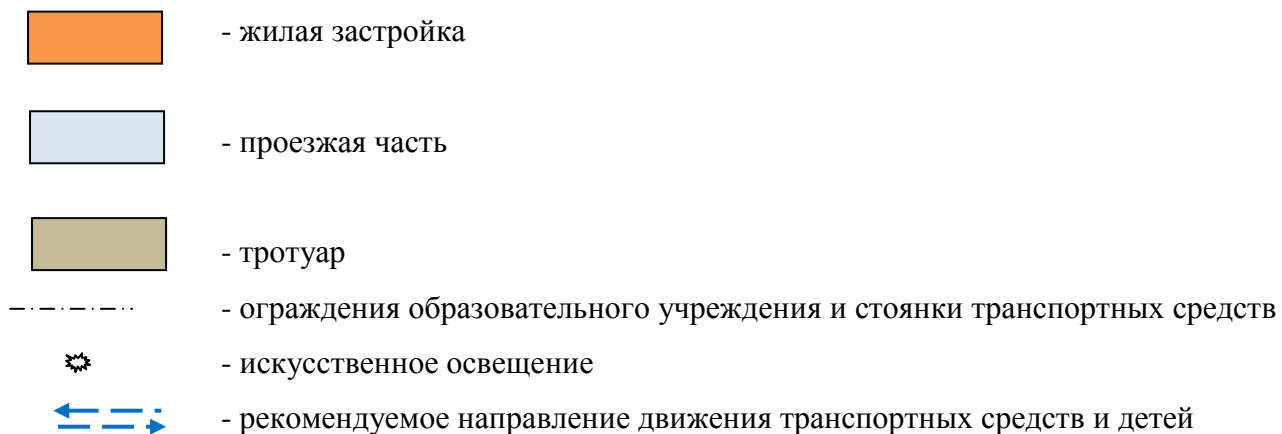 - жилая застройка
- проезжая часть
- тротуар
- ограждения образовательного учреждения и стоянки транспортных средств
- искусственное освещение
- рекомендуемое направление движения транспортных средств и детей